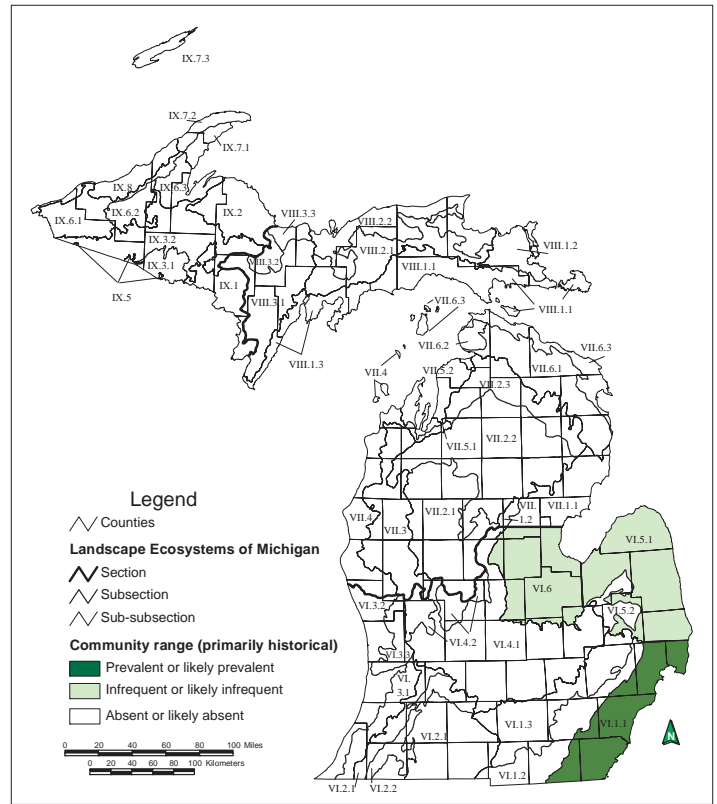 IX.7.3
IX.7.2
IX.7.1
IX.8
IX.6.3
IX.6.1
IX.6.2
IX.2
IX.3.2
IX.3.1
IX.5
IX.1
VIII.3.3
VIII.3.2
VIII.3.1
VIII.2.2
VIII.2.1
VIII.1.1
VIII.1.2
VIII.1.1
VIII.1.3
VII.6.3
VII.6.2
VII.6.3
VII.6.1
VII.4
VII.5.2
VII.2.3
VII.5.1
VII.2.2
VII.4
VII.3
VII.2.1
VII.
1.2
VII.1.1
VI.5.1
VI.6
VI.5.2
VI.3.2
VI.4.2
VI.4.1
VI.3.3
VI.
3.1
VI.1.1
VI.1.3
VI.2.1
VI.1.2
VI.2.1
VI.2.2
Legend
Counties
Landscape Ecosystems of Michigan
Section
Subsection
Sub-subsection
Community range (primarily historical)
Prevalent or likely prevalent
Infrequent or likely infrequent
Absent or likely absent
0 20 40 60 80 100 Miles
0 20 40 60 80 100 Kilometers
N